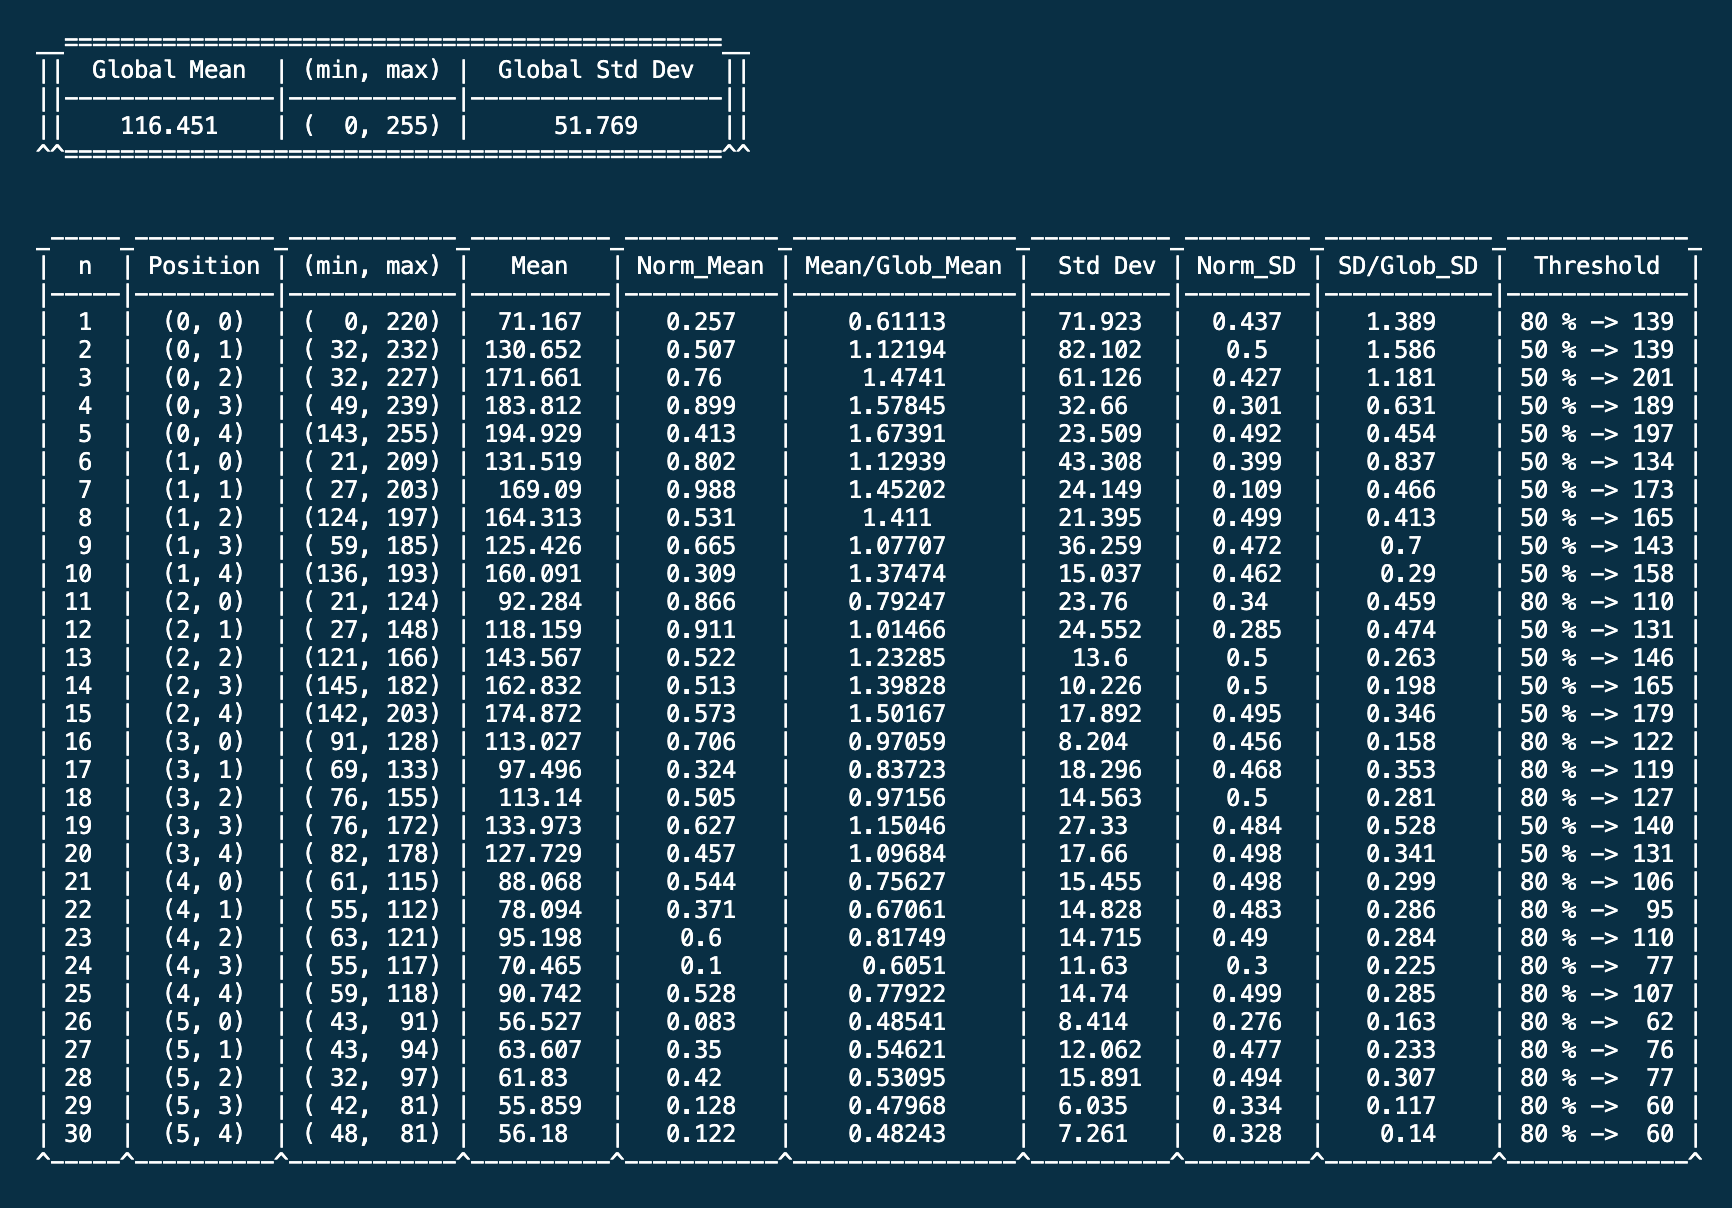 Global Mean | (min, max) | Global Std Dev
116.451 | (  0, 255) | 51.769
n | Position | (min, max) | Mean | Norm_Mean | Mean/Glob_Mean | Std Dev | Norm_SD | SD/Glob_SD | Threshold
1 | (0, 0) | (  0, 220) | 71.167 | 0.257 | 0.61113 | 71.923 | 0.437 | 1.389 | 80 % —> 139
2 | (0, 1) | ( 32, 232) | 130.652 | 0.507 | 1.12194 | 82.102 | 0.5 | 1.586 | 50 % —> 139
3 | (0, 2) | ( 32, 227) | 171.661 | 0.76 | 1.4741 | 61.126 | 0.427 | 1.181 | 50 % —> 201
4 | (0, 3) | ( 49, 239) | 183.812 | 0.899 | 1.57845 | 32.66 | 0.301 | 0.631 | 50 % —> 189
5 | (0, 4) | (143, 255) | 194.929 | 0.413 | 1.67391 | 23.509 | 0.492 | 0.454 | 50 % —> 197
6 | (1, 0) | ( 21, 209) | 131.519 | 0.802 | 1.12939 | 43.308 | 0.399 | 0.837 | 50 % —> 134
7 | (1, 1) | ( 27, 203) | 169.09 | 0.988 | 1.45202 | 24.149 | 0.109 | 0.466 | 50 % —> 173
8 | (1, 2) | (124, 197) | 164.313 | 0.531 | 1.411 | 21.395 | 0.499 | 0.413 | 50 % —> 165
9 | (1, 3) | ( 59, 185) | 125.426 | 0.665 | 1.07707 | 36.259 | 0.472 | 0.7 | 50 % —> 143
10 | (1, 4) | (136, 193) | 160.091 | 0.309 | 1.37474 | 15.037 | 0.462 | 0.29 | 50 % —> 158
11 | (2, 0) | ( 21, 124) | 92.284 | 0.866 | 0.79247 | 23.76 | 0.34 | 0.459 | 80 % —> 110
12 | (2, 1) | ( 27, 148) | 118.159 | 0.911 | 1.01466 | 24.552 | 0.285 | 0.474 | 50 % —> 131
13 | (2, 2) | (121, 166) | 143.567 | 0.522 | 1.23285 | 13.6 | 0.5 | 0.263 | 50 % —> 146
14 | (2, 3) | (145, 182) | 162.832 | 0.513 | 1.39828 | 10.226 | 0.5 | 0.198 | 50 % —> 165
15 | (2, 4) | (142, 203) | 174.872 | 0.573 | 1.50167 | 17.892 | 0.495 | 0.346 | 50 % —> 179
16 | (3, 0) | ( 91, 128) | 113.027 | 0.706 | 0.97059 | 8.204 | 0.456 | 0.158 | 80 % —> 122
17 | (3, 1) | ( 69, 133) | 97.496 | 0.324 | 0.83723 | 18.296 | 0.468 | 0.353 | 80 % —> 119
18 | (3, 2) | ( 76, 155) | 113.14 | 0.505 | 0.97156 | 14.563 | 0.5 | 0.281 | 80 % —> 127
19 | (3, 3) | ( 76, 172) | 133.973 | 0.627 | 1.15046 | 27.33 | 0.484 | 0.528 | 50 % —> 140
20 | (3, 4) | ( 82, 178) | 127.729 | 0.457 | 1.09684 | 17.66 | 0.498 | 0.341 | 50 % —> 131
21 | (4, 0) | ( 61, 115) | 88.068 | 0.544 | 0.75627 | 15.455 | 0.498 | 0.299 | 80 % —> 106
22 | (4, 1) | ( 55, 112) | 78.094 | 0.371 | 0.67061 | 14.828 | 0.483 | 0.286 | 80 % —> 95
23 | (4, 2) | ( 63, 121) | 95.198 | 0.6 | 0.81749 | 14.715 | 0.49 | 0.284 | 80 % —> 110
24 | (4, 3) | ( 55, 117) | 70.465 | 0.1 | 0.6051 | 11.63 | 0.3 | 0.225 | 80 % —> 77
25 | (4, 4) | ( 59, 118) | 90.742 | 0.528 | 0.77922 | 14.74 | 0.499 | 0.285 | 80 % —> 107
26 | (5, 0) | ( 43,  91) | 56.527 | 0.083 | 0.48541 | 8.414 | 0.276 | 0.163 | 80 % —> 62
27 | (5, 1) | ( 43,  94) | 63.607 | 0.35 | 0.54621 | 12.062 | 0.477 | 0.233 | 80 % —> 76
28 | (5, 2) | ( 32,  97) | 61.83 | 0.42 | 0.53095 | 15.891 | 0.494 | 0.307 | 80 % —> 77
29 | (5, 3) | ( 42,  81) | 55.859 | 0.128 | 0.47968 | 6.035 | 0.334 | 0.117 | 80 % —> 60
30 | (5, 4) | ( 48,  81) | 56.18 | 0.122 | 0.48243 | 7.261 | 0.328 | 0.14 | 80 % —> 60